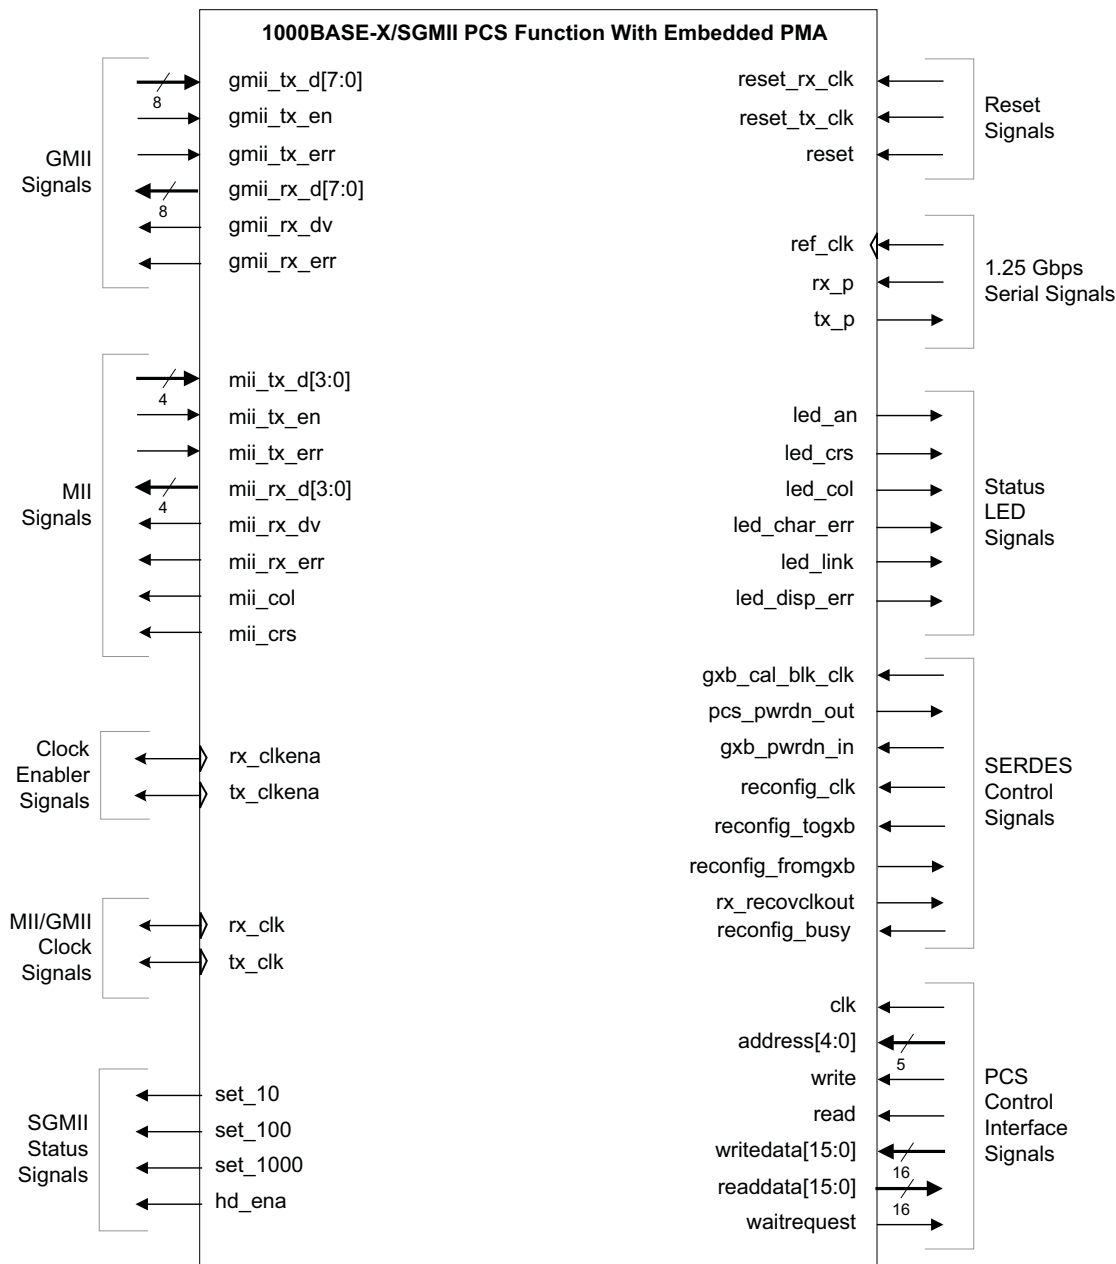 1000BASE-X/SGMII PCS Function With Embedded PMA
GMII
Signals
8
gmii_tx_d[7:0]
gmii_tx_en
gmii_tx_err
8
gmii_rx_d[7:0]
gmii_rx_dv
gmii_rx_err
MII
Signals
4
mii_tx_d[3:0]
mii_tx_en
mii_tx_err
4
mii_rx_d[3:0]
mii_rx_dv
mii_rx_err
mii_col
mii_crs
Clock
Enabler
Signals
rx_clkena
tx_clkena
MII/GMII
Clock
Signals
rx_clk
tx_clk
SGMII
Status
Signals
set_10
set_100
set_1000
hd_ena
reset_rx_clk
reset_tx_clk
reset
Reset
Signals
ref_clk
rx_p
tx_p
1.25 Gbps
Serial Signals
led_an
led_crs
led_col
led_char_err
led_link
led_disp_err
Status
LED
Signals
gxb_cal_blk_clk
pcs_pwrdn_out
gxb_pwrdn_in
reconfig_clk
reconfig_togxb
reconfig_fromgxb
rx_recovclkout
reconfig_busy
SERDES
Control
Signals
clk
address[4:0]
5
write
read
writedata[15:0]
16
readdata[15:0]
16
waitrequest
PCS
Control
Interface
Signals